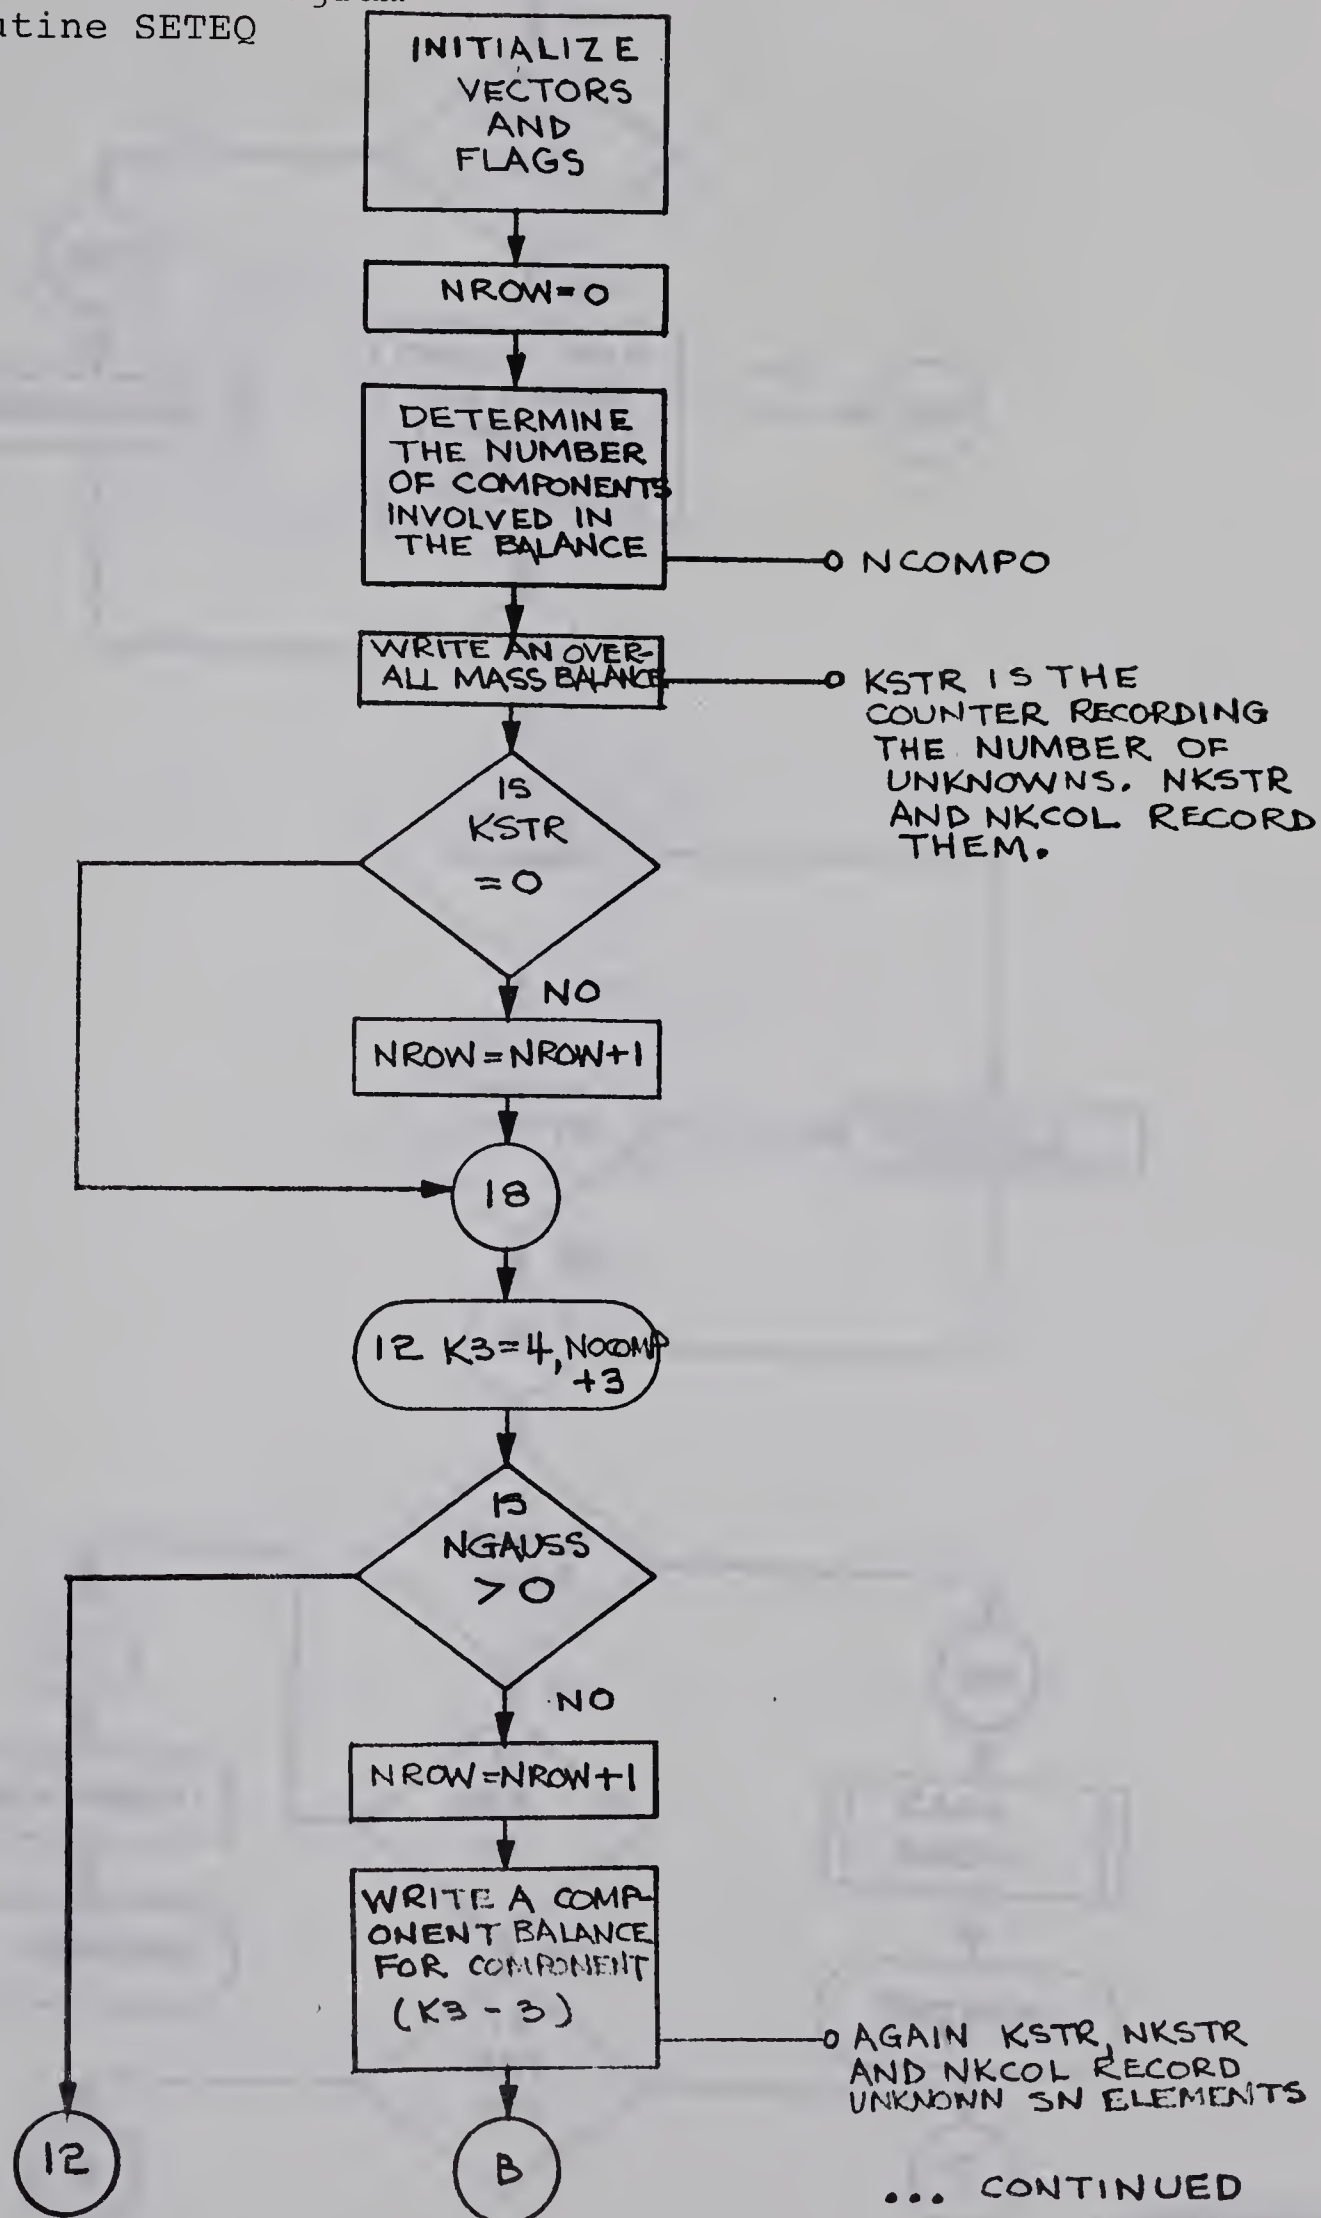 utine SETEQ
INITIALIZE
VECTORS
AND
FLAGS
NROW=0
DETERMINE
THE NUMBER
OF COMPONENTS
INVOLVED IN
THE BALANCE
NCOMPO
WRITE AN OVER-
ALL MASS BALANCE
KSTR IS THE
COUNTER RECORDING
THE NUMBER OF
UNKNOWNS. NKSTR
AND NKCOL RECORD
THEM.
IS
KSTR
=0
NO
NROW=NROW+1
18
12 K3=4, NOCOMP
+3
IS
NGAUSS
>0
NO
NROW=NROW+1
WRITE A COMP-
ONENT BALANCE
FOR COMPONENT
(K3-3)
AGAIN KSTR, NKSTR
AND NKCOL RECORD
UNKNONN SN ELEMENTS
12
B
... CONTINUED